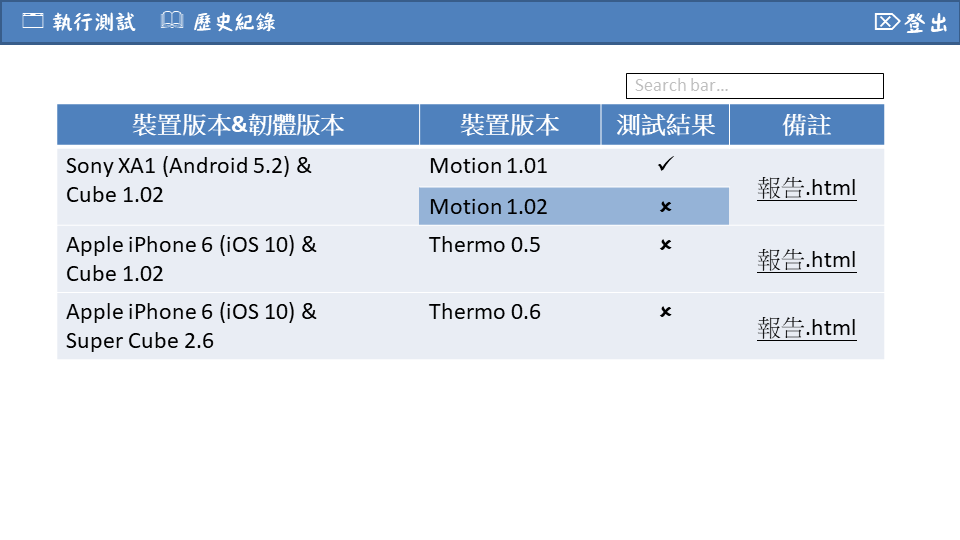 執行測試 歷史紀錄 登出
Search bar...
裝置版本&韌體版本 裝置版本 測試結果 備註
Sony XA1 (Android 5.2) & Motion 1.01 ✓
Cube 1.02
報告.html
Motion 1.02 ×
Apple iPhone 6 (iOS 10) & Thermo 0.5 ×
Cube 1.02
報告.html
Apple iPhone 6 (iOS 10) & Thermo 0.6 ×
Super Cube 2.6
報告.html